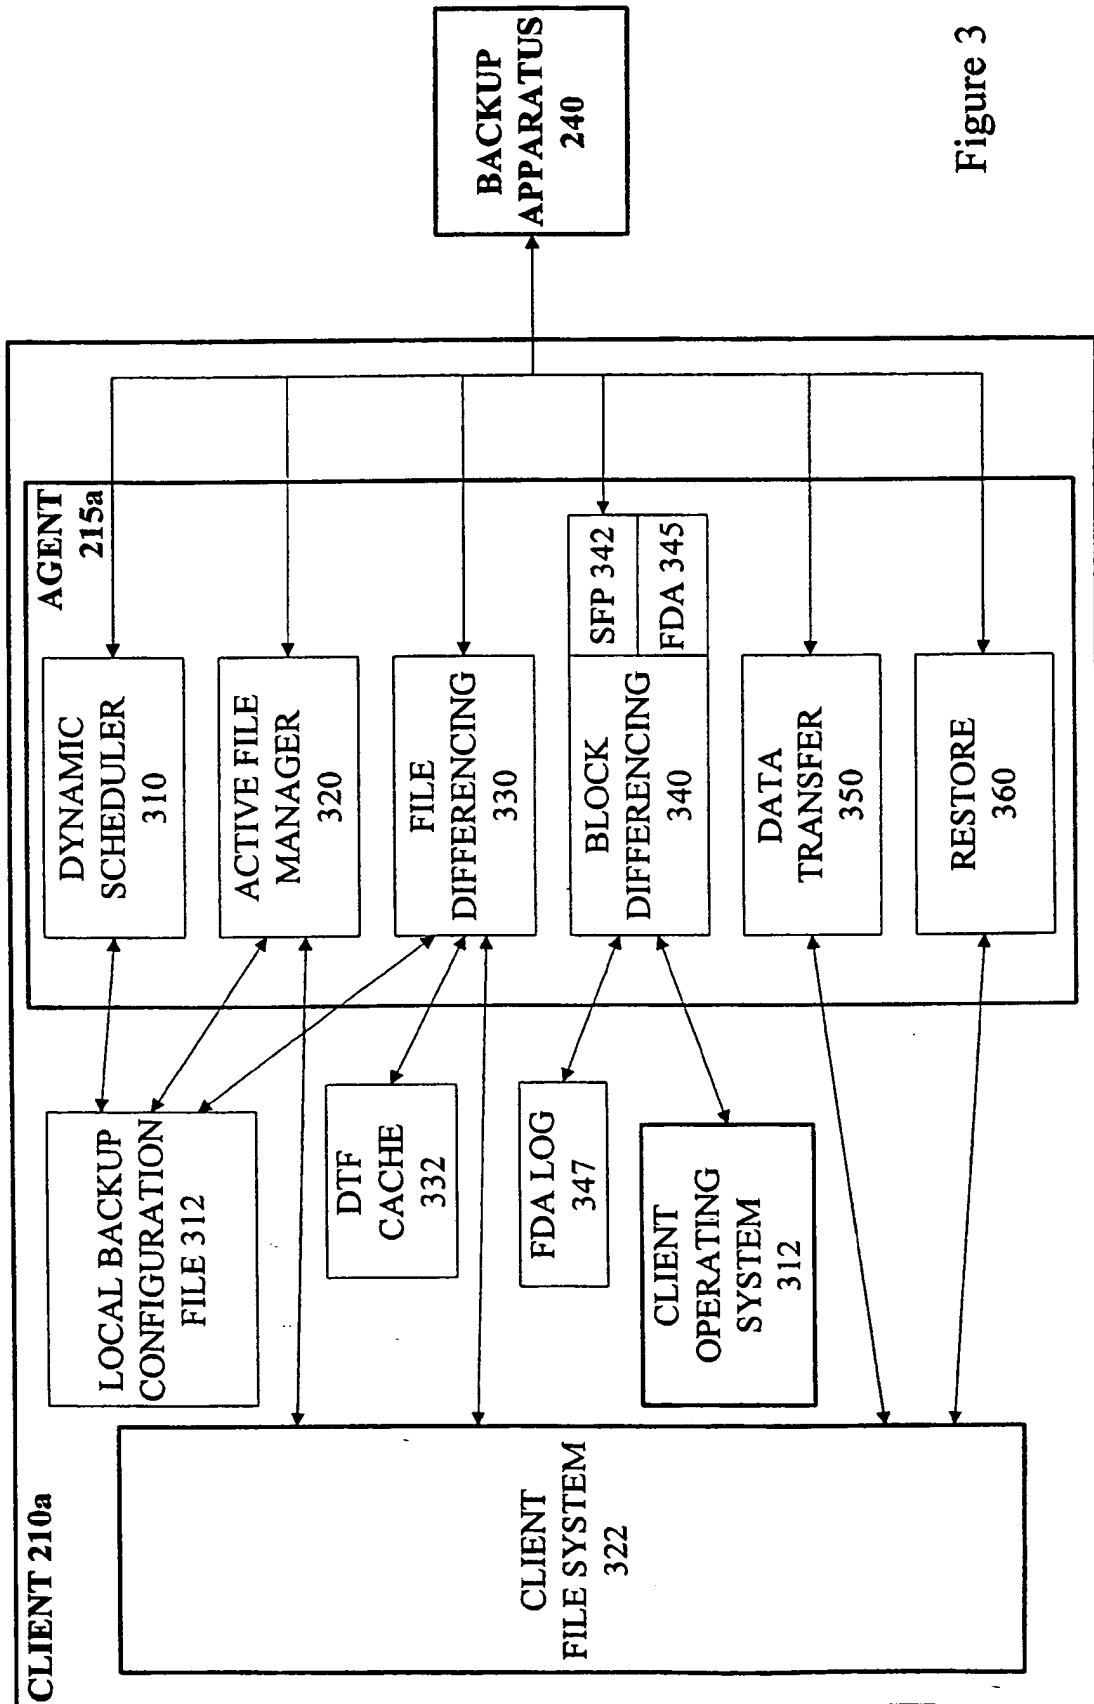 CLIENT 210a
CLIENT
FILE SYSTEM
322
LOCAL BACKUP
CONFIGURATION
FILE 312
DTF
CACHE
332
FDA LOG
347
CLIENT
OPERATING
SYSTEM
312
AGENT
215a
DYNAMIC
SCHEDULER
310
ACTIVE FILE
MANAGER
320
FILE
DIFFERENCING
330
BLOCK
DIFFERENCING
340
SFP 342
FDA 345
DATA
TRANSFER
350
RESTORE
360
BACKUP
APPARATUS
240
Figure 3